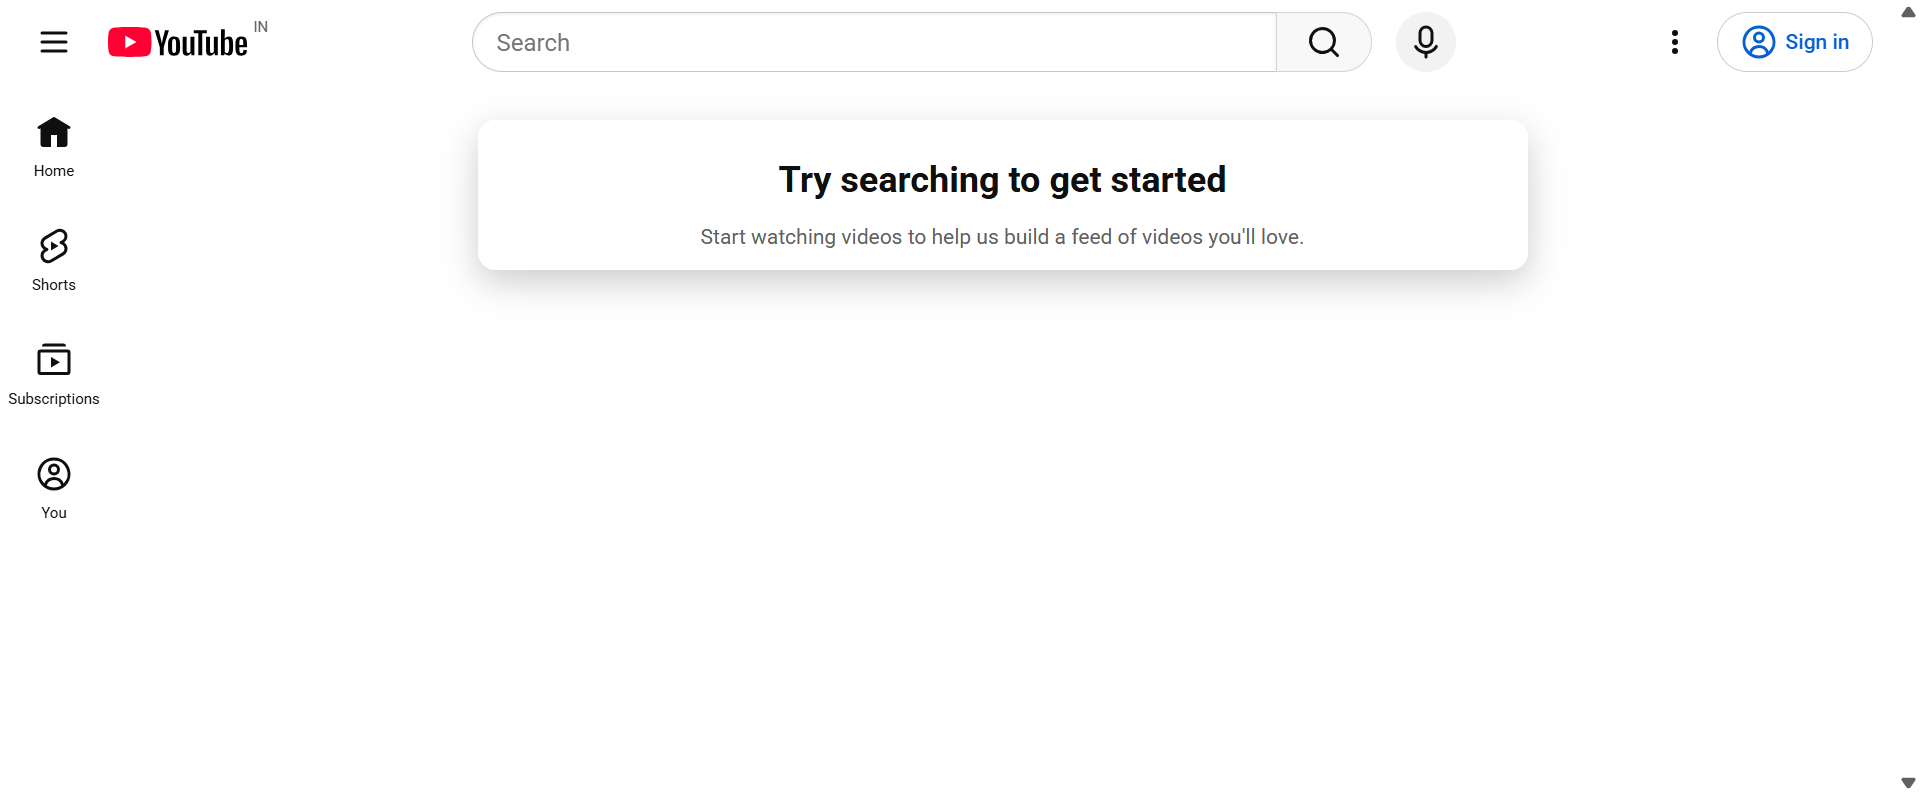 YouTube IN
Search
Sign in
Home
Shorts
Subscriptions
You
Try searching to get started
Start watching videos to help us build a feed of videos you'll love.